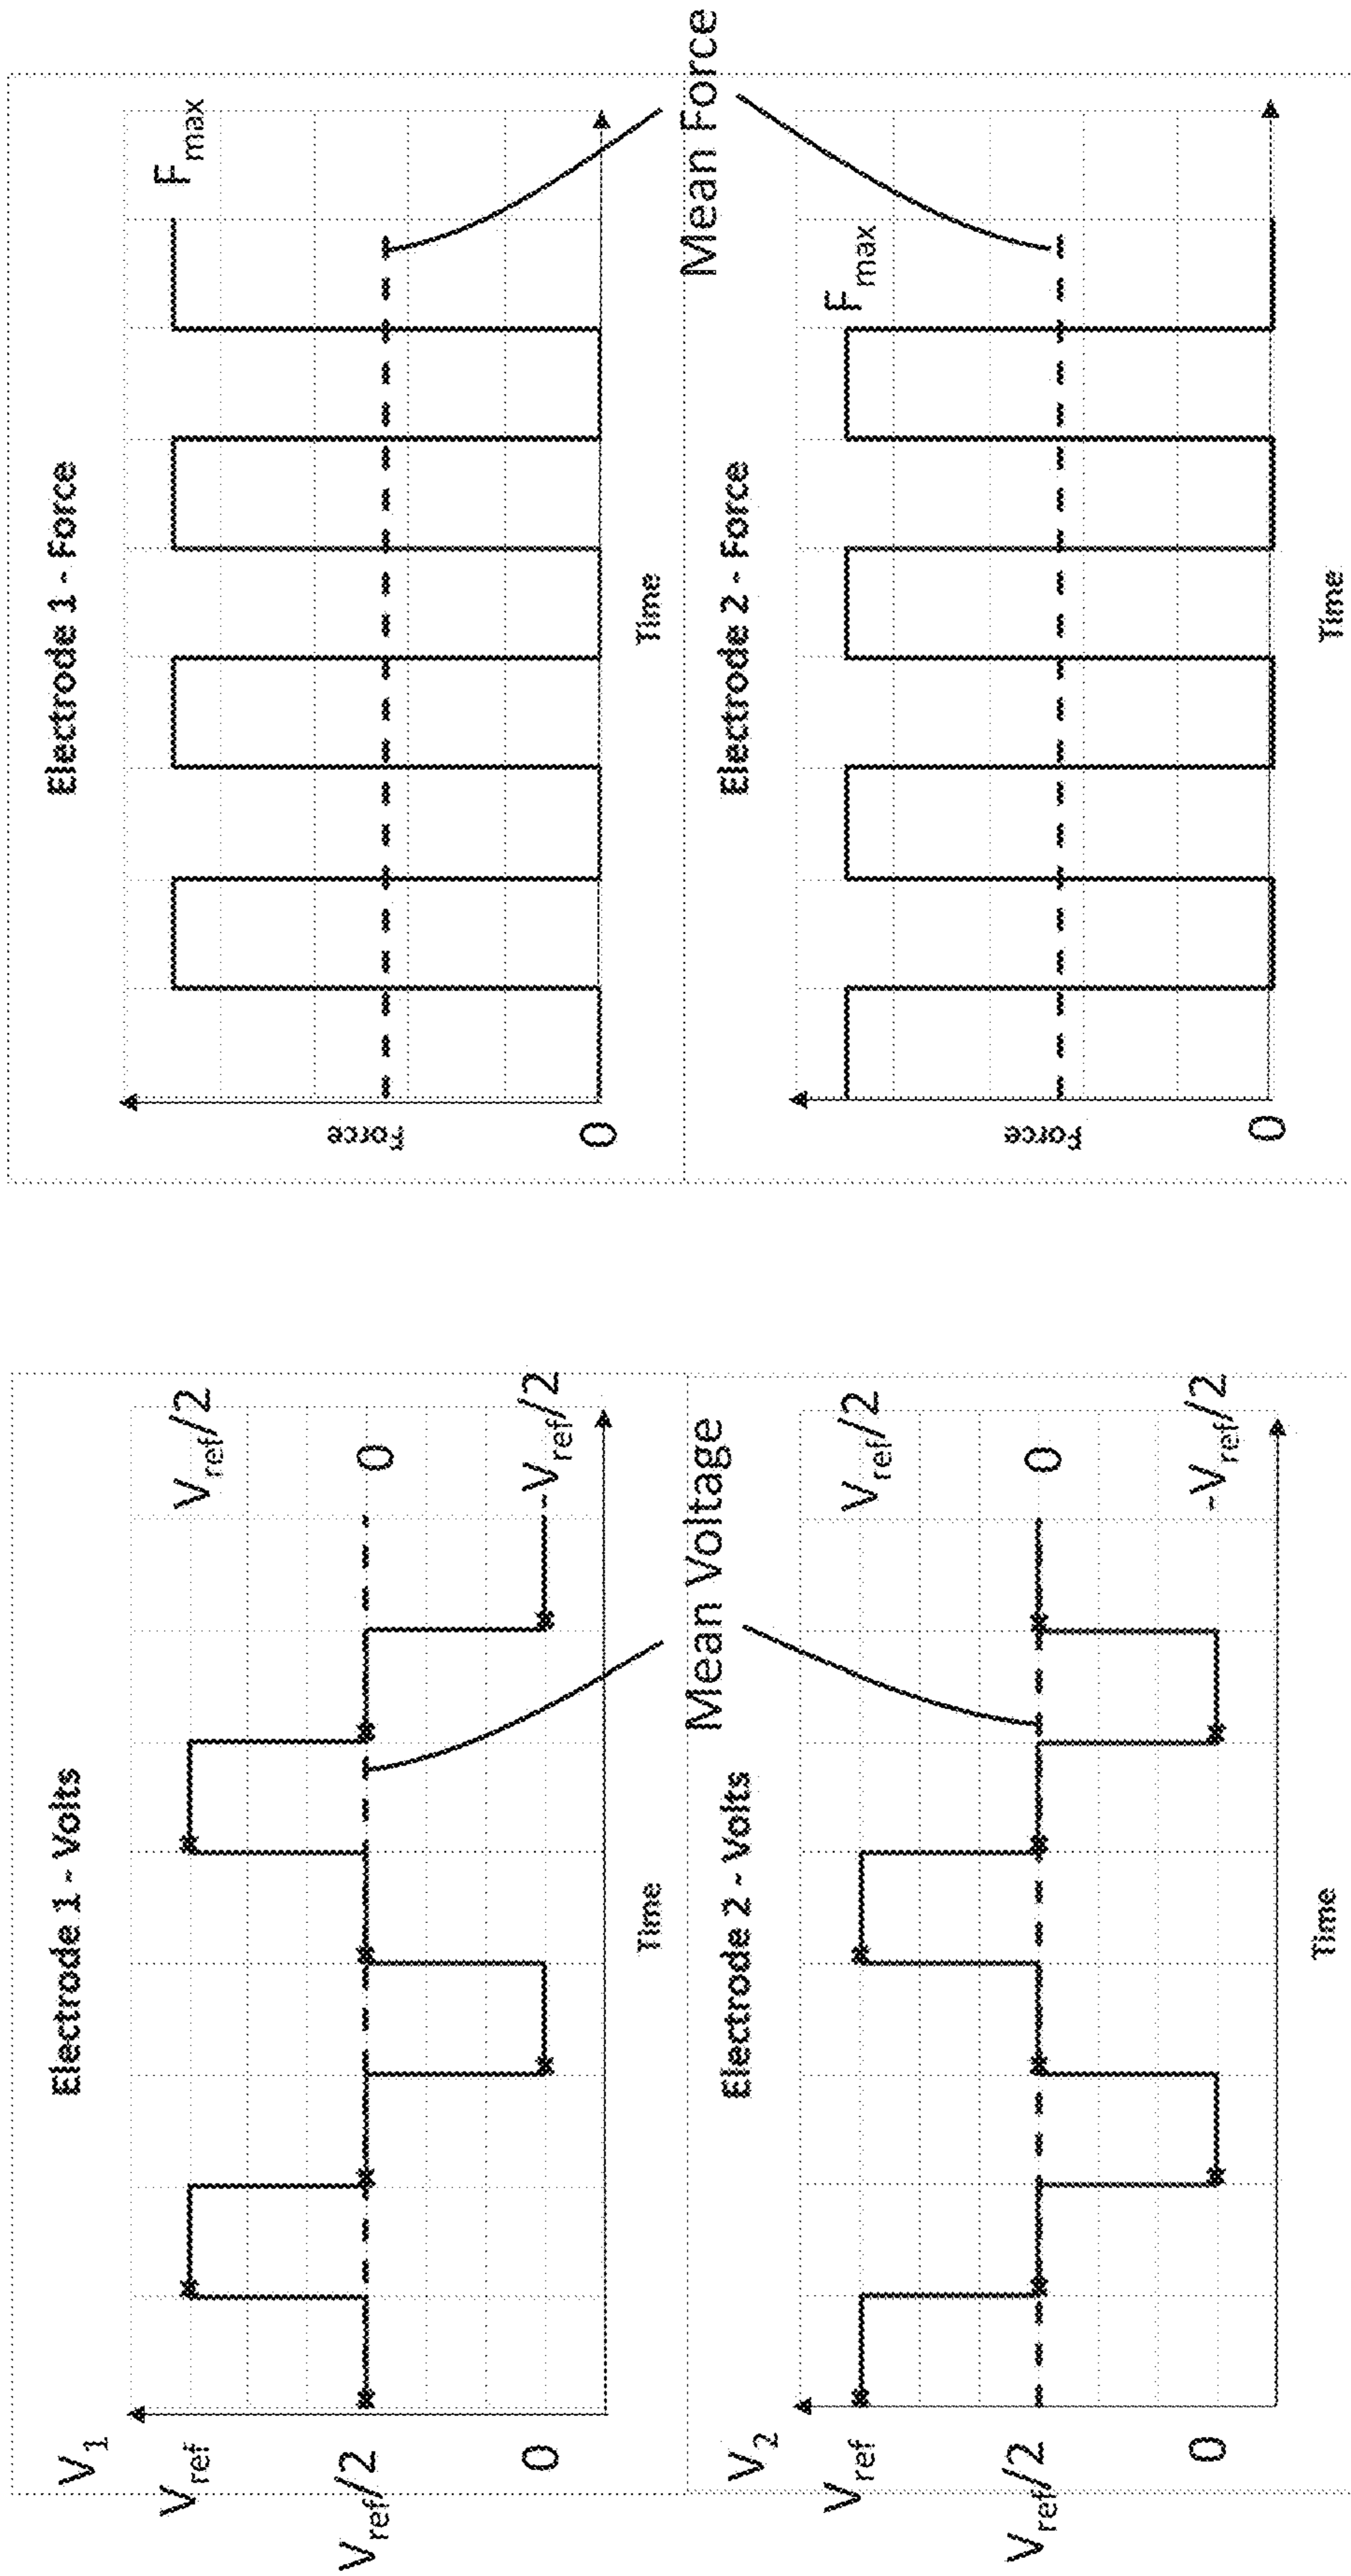 Electrode 1 - Volts
V1
Vref
Vref/2
0
Vref/2
0
-Vref/2
Time
Mean Voltage
Electrode 2 - Volts
V2
Vref
Vref/2
0
Vref/2
0
-Vref/2
Time
Electrode 1 - Force
Force
0
Fmax
Time
Mean Force
Electrode 2 - Force
Force
0
Fmax
Time